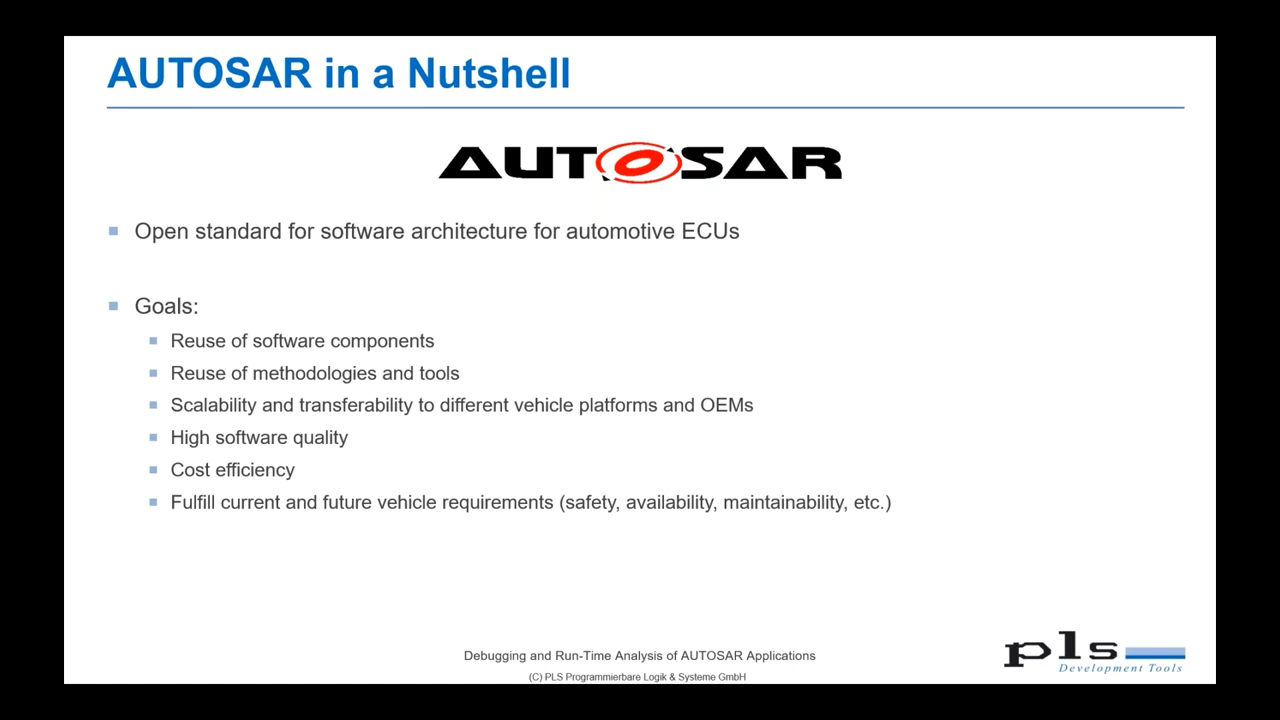 AUTOSAR in a Nutshell
AUTOSAR
Open standard for software architecture for automotive ECUs
Goals:
Reuse of software components
Reuse of methodologies and tools
Scalability and transferability to different vehicle platforms and OEMs
High software quality
Cost efficiency
Fulfill current and future vehicle requirements (safety, availability, maintainability, etc.)
Debugging and Run-Time Analysis of AUTOSAR Applications
(C) PLS Programmierbare Logik & Systeme GmbH
pls
Development Tools